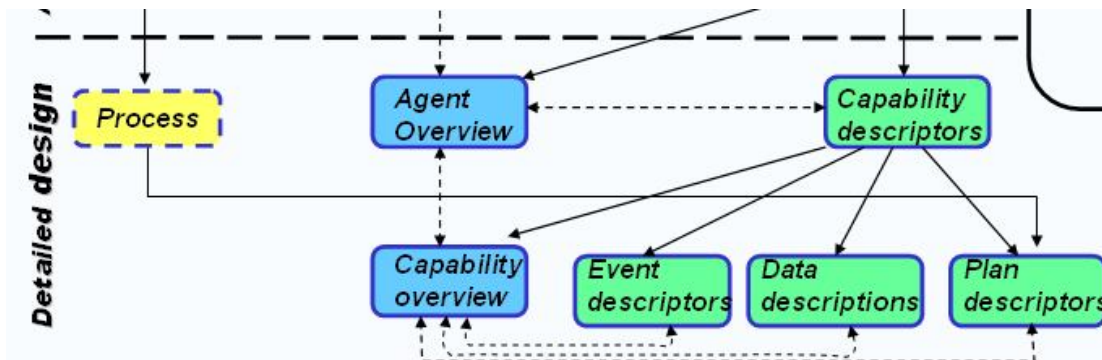 Detailed design
Process
Agent
Overview
Capability
descriptors
Capability
overview
Event
descriptors
Data
descriptions
Plan
descriptors